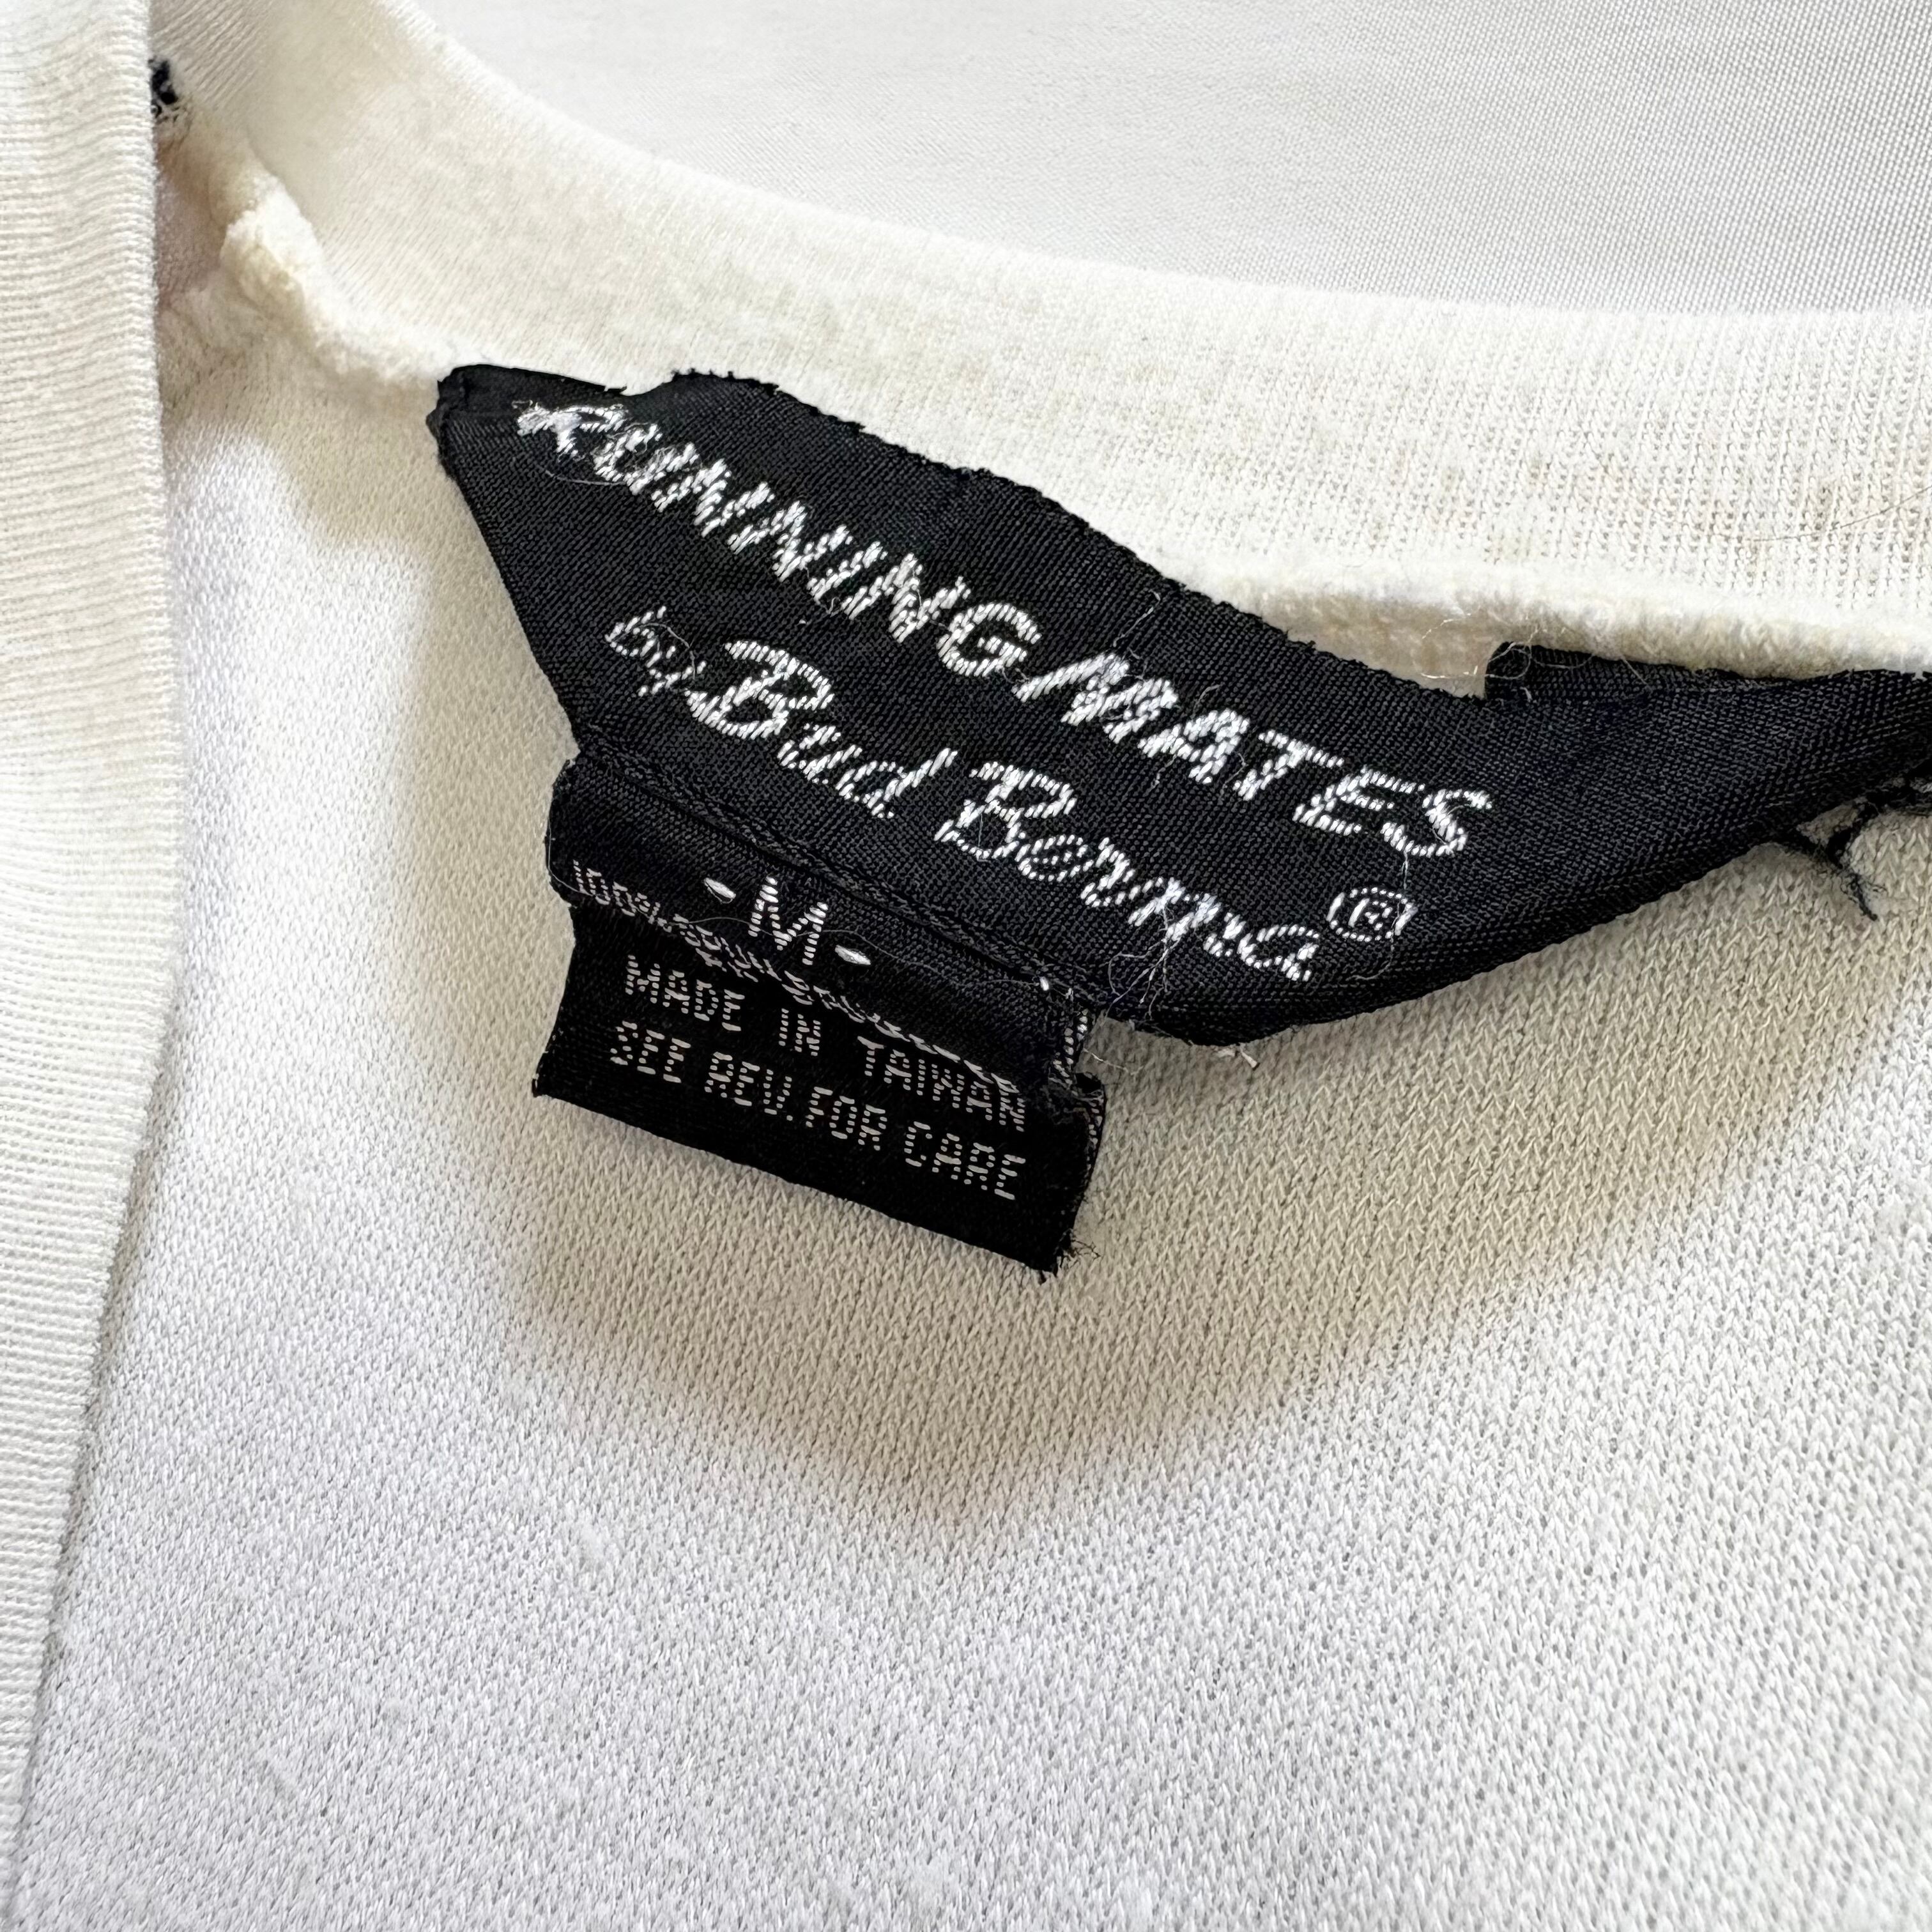 RUNNING MATES
by Bud Berma®
-M-
MADE IN TAIWAN
SEE REV. FOR CARE